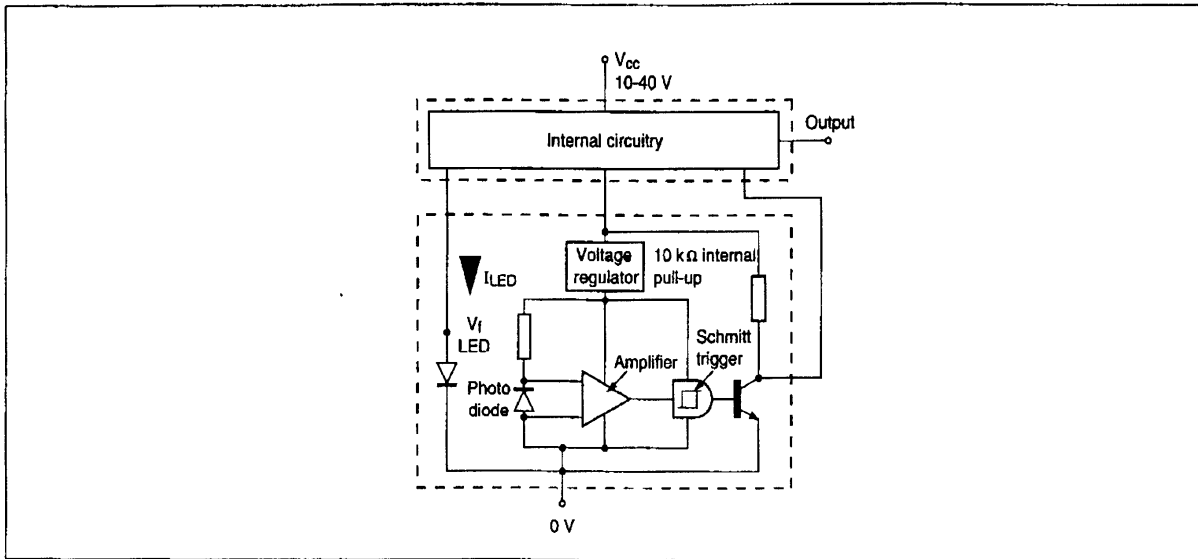 Vcc
10-40 V
Internal circuitry
Output
Voltage
regulator
10 kΩ internal
pull-up
ILED
Vf
LED
Schmitt
trigger
Amplifier
Photo
diode
0 V